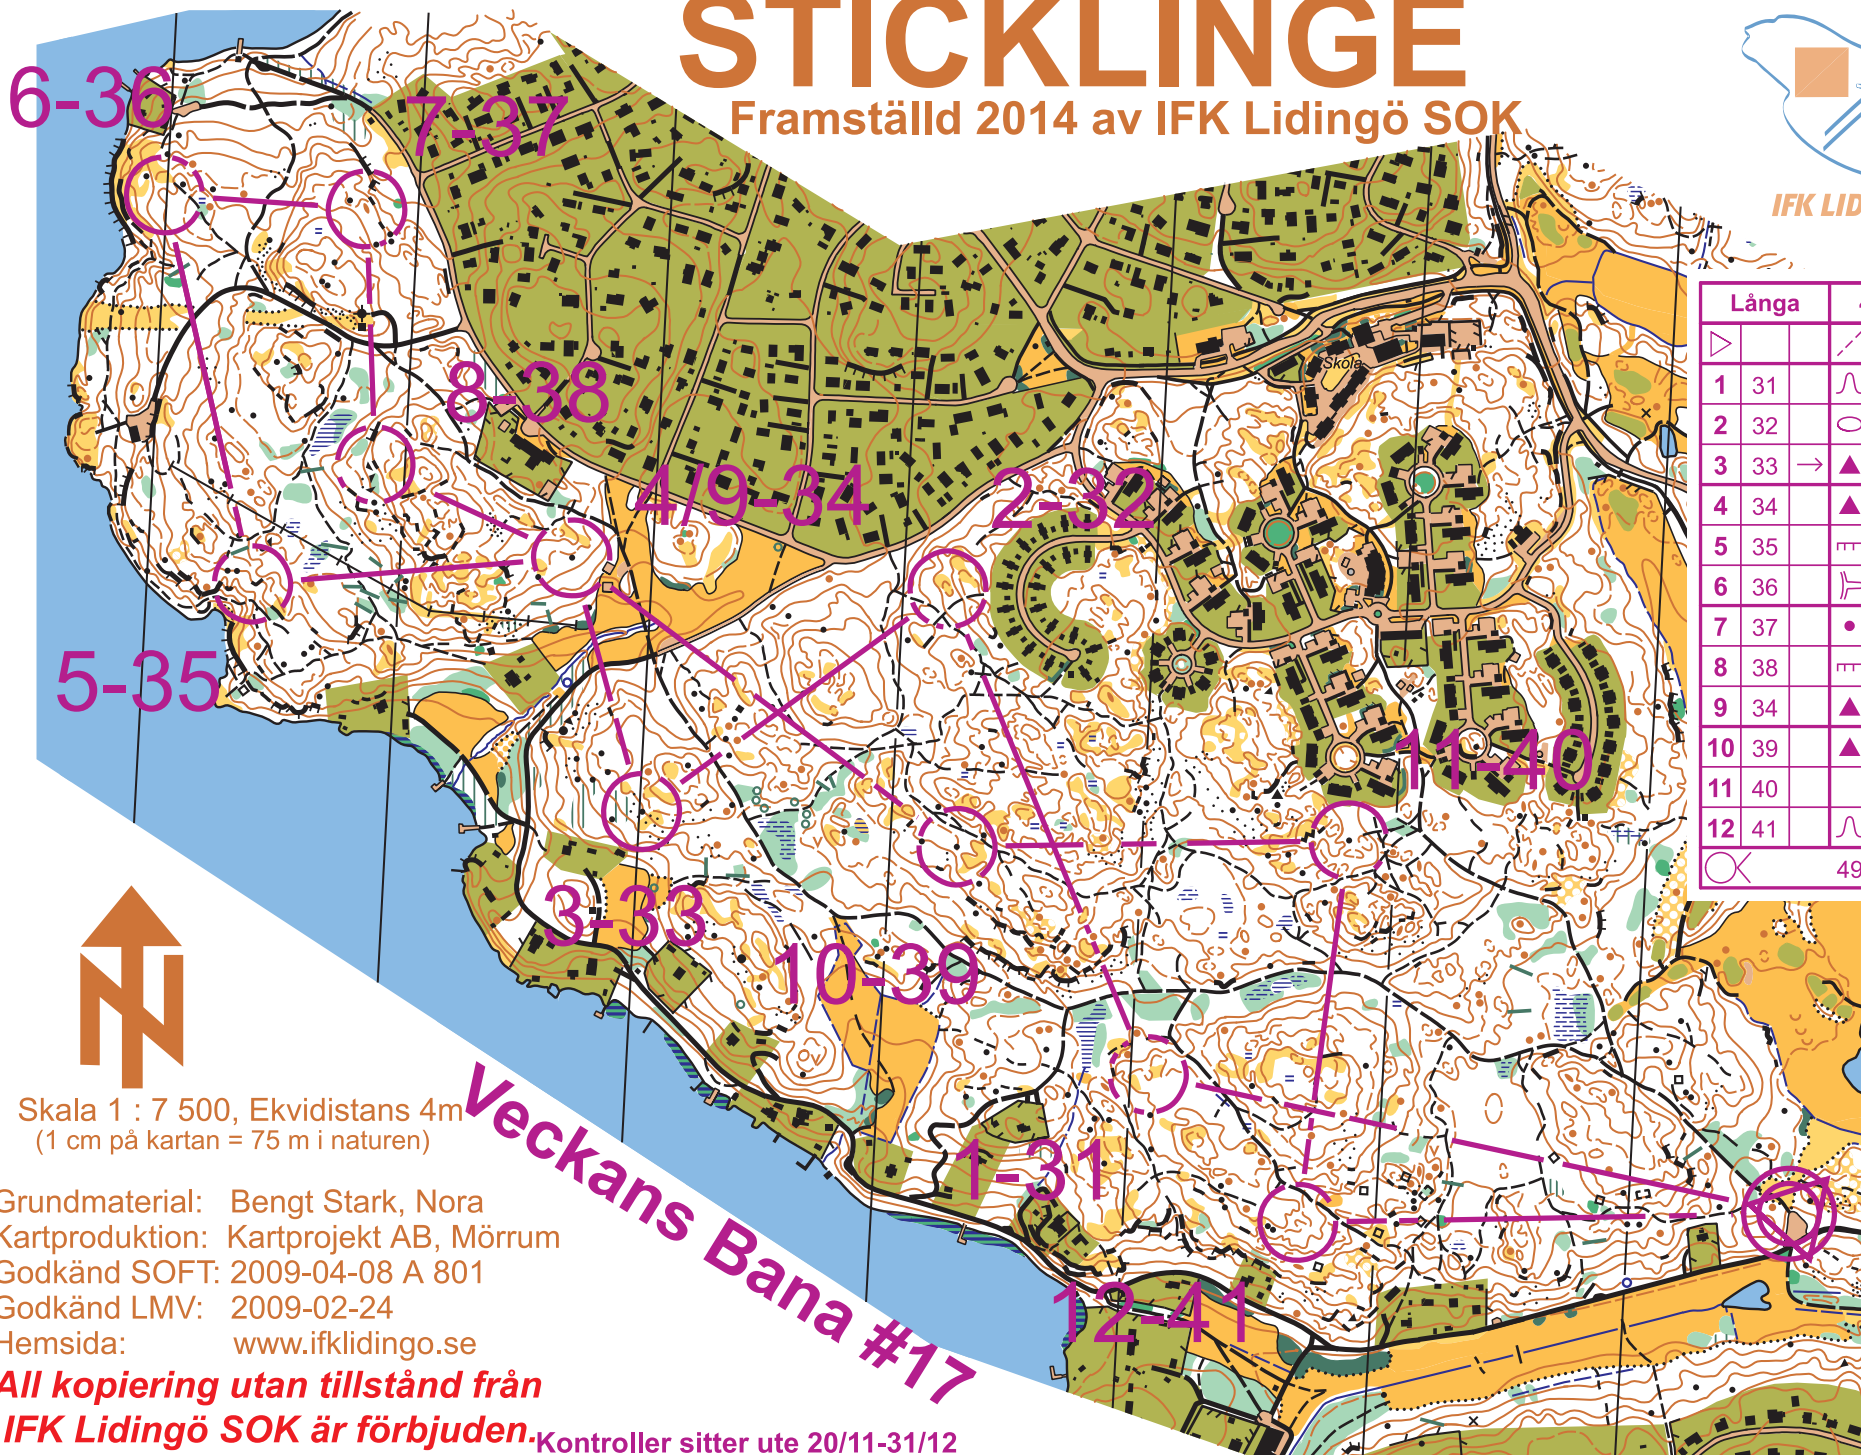 STICKLINGE
Framställd 2014 av IFK Lidingö SOK
IFK LID
6-36
7-37
8-38
4/9-34
2-32
5-35
11-40
3-33
10-39
1-31
12-41
Skola
Långa
1 31
2 32
3 33 →
4 34
5 35
6 36
7 37
8 38
9 34
10 39
11 40
12 41
49
Skala 1 : 7 500, Ekvidistans 4m
(1 cm på kartan = 75 m i naturen)
Grundmaterial: Bengt Stark, Nora
Kartproduktion: Kartprojekt AB, Mörrum
Godkänd SOFT: 2009-04-08 A 801
Godkänd LMV: 2009-02-24
Hemsida: www.ifklidingo.se
All kopiering utan tillstånd från
IFK Lidingö SOK är förbjuden.
Veckans Bana #17
Kontroller sitter ute 20/11-31/12